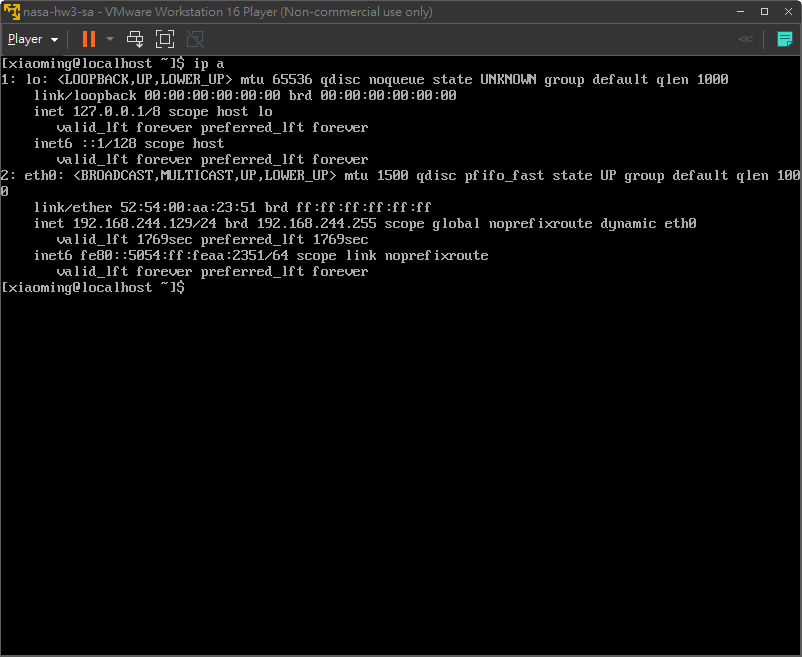 nasa-hw3-sa - VMware Workstation 16 Player (Non-commercial use only)
Player
[xiaoming@localhost ~]$ ip a
1: lo: <LOOPBACK,UP,LOWER_UP> mtu 65536 qdisc noqueue state UNKNOWN group default qlen 1000
    link/loopback 00:00:00:00:00:00 brd 00:00:00:00:00:00
    inet 127.0.0.1/8 scope host lo
       valid_lft forever preferred_lft forever
    inet6 ::1/128 scope host
       valid_lft forever preferred_lft forever
2: eth0: <BROADCAST,MULTICAST,UP,LOWER_UP> mtu 1500 qdisc pfifo_fast state UP group default qlen 100
0
    link/ether 52:54:00:aa:23:51 brd ff:ff:ff:ff:ff:ff
    inet 192.168.244.129/24 brd 192.168.244.255 scope global noprefixroute dynamic eth0
       valid_lft 1769sec preferred_lft 1769sec
    inet6 fe80::5054:ff:feaa:2351/64 scope link noprefixroute
       valid_lft forever preferred_lft forever
[xiaoming@localhost ~]$